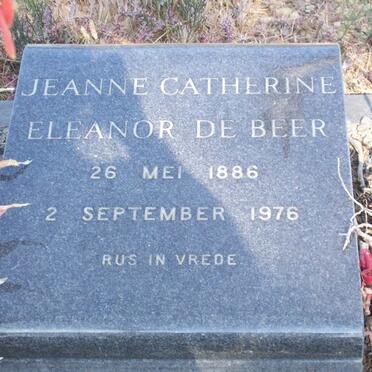 JEANNE CATHERINE
ELEANOR DE BEER
26 MEI 1886
2 SEPTEMBER 1976
RUS IN VREDE